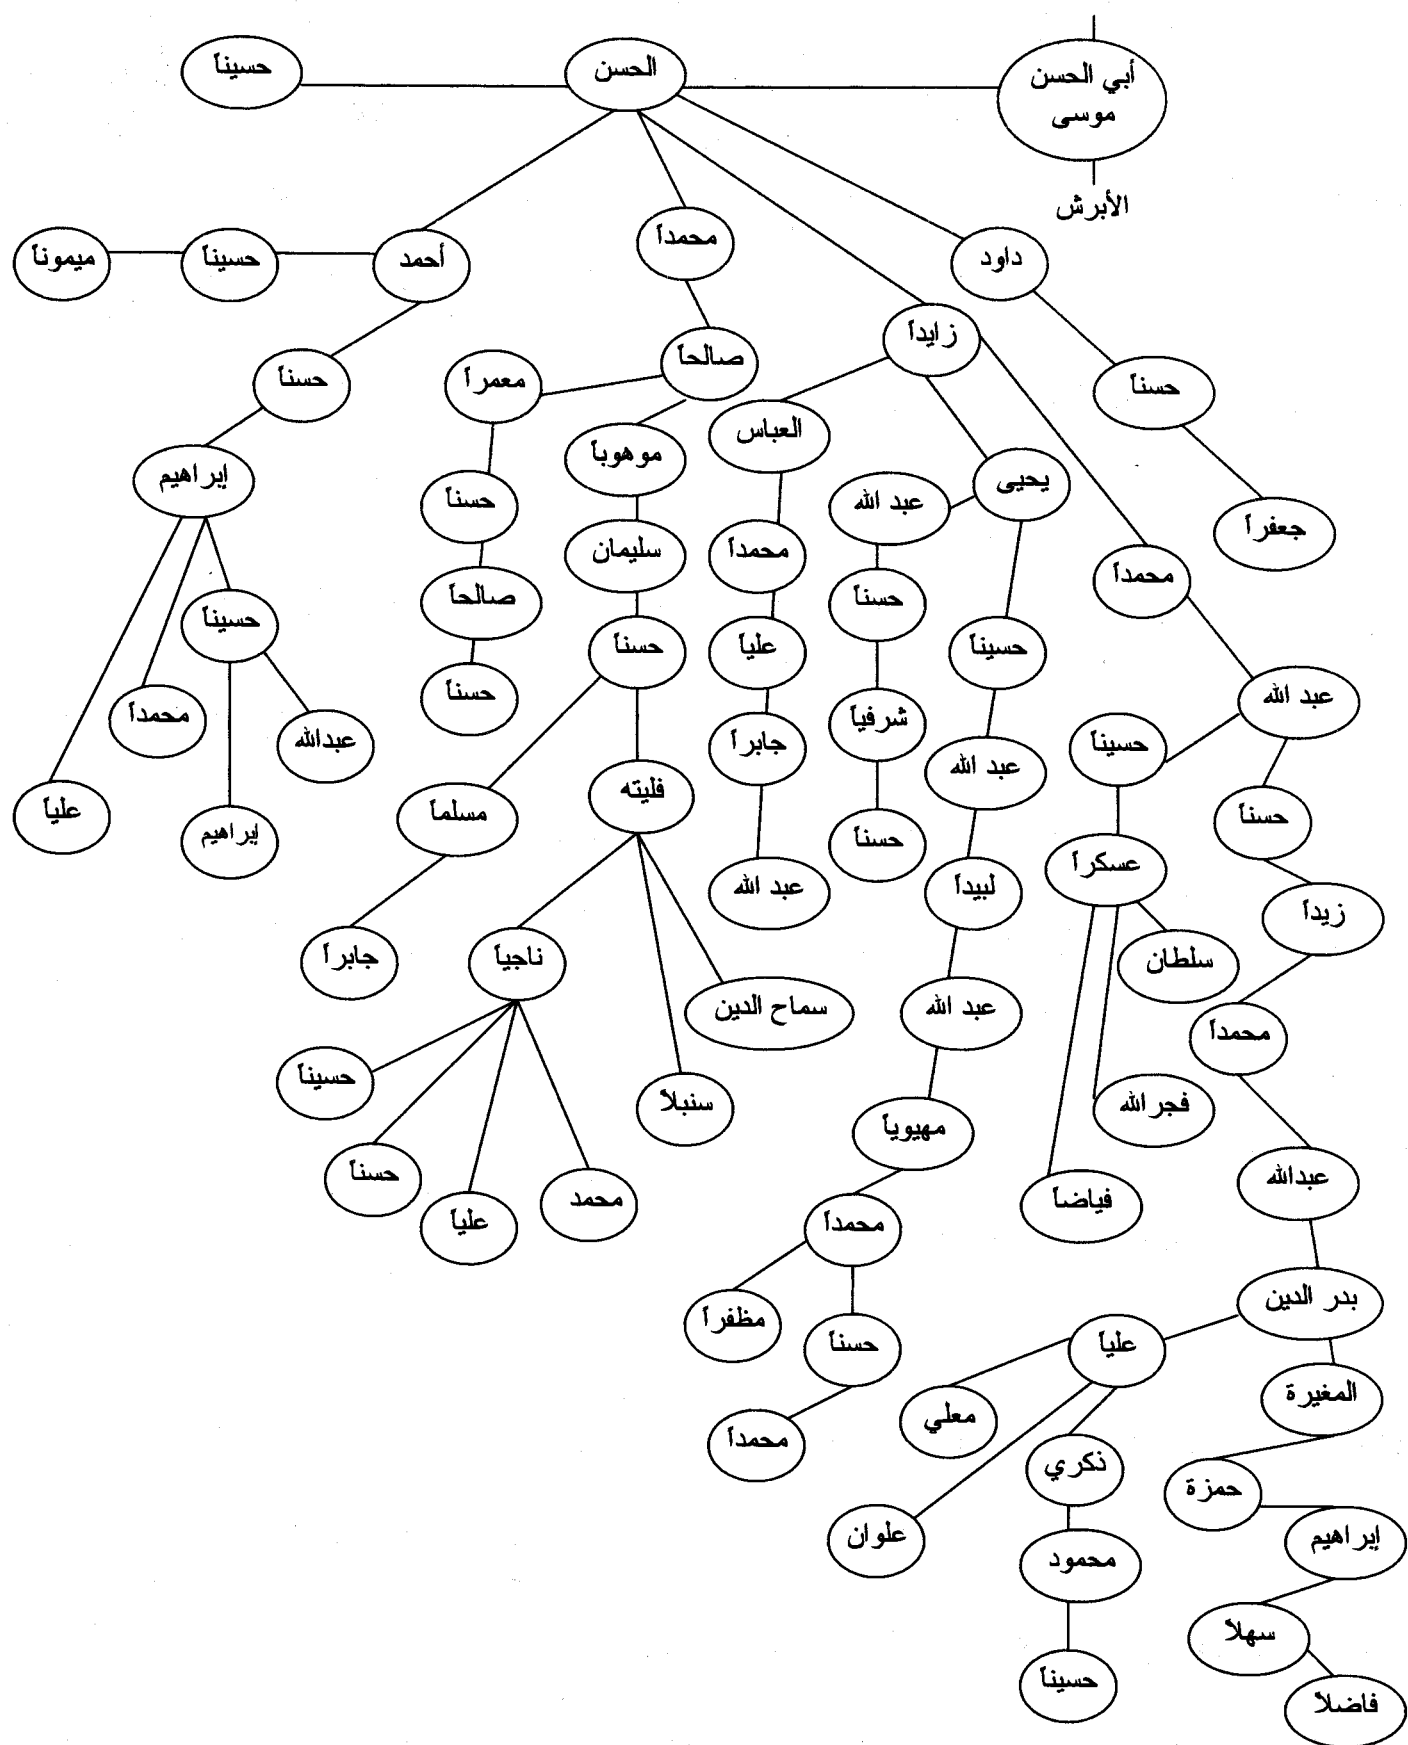 أبي الحسن
موسى
الحسن
حسيناً
الأبرش
داود
محمداً
أحمد
حسيناً
ميموناً
زايداً
صالحاً
معمراً
حسناً
حسناً
العباس
موهوباً
يحيى
عبد الله
إبراهيم
حسناً
جعفراً
سليمان
محمداً
محمداً
حسناً
صالحاً
حسيناً
حسيناً
علياً
حسناً
حسناً
عبد الله
شرفياً
محمداً
عبدالله
حسيناً
جابراً
عبد الله
فليته
مسلماً
علياً
إبراهيم
حسناً
حسناً
عسكراً
لبيداً
عبد الله
زيداً
سلطان
ناجياً
جابراً
سماح الدين
عبد الله
محمداً
حسيناً
سنبلاً
فجر الله
مهيوياً
حسناً
عبدالله
محمد
علياً
فياضاً
محمداً
بدر الدين
مظفراً
حسناً
علياً
المغيرة
معلي
محمداً
ذكري
حمزة
علوان
إبراهيم
محمود
سهلاً
حسيناً
فاضلاً